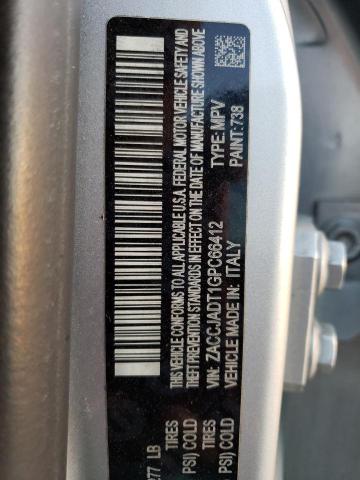 277 LB
TIRES
PSI) COLD
TIRES
PSI) COLD
THIS VEHICLE CONFORMS TO ALL APPLICABLE U.S.A. FEDERAL MOTOR VEHICLE SAFETY AND
THEFT PREVENTION STANDARDS IN EFFECT ON THE DATE OF MANUFACTURE SHOWN ABOVE
VIN: ZACCJADT1GPC66412
TYPE: MPV
VEHICLE MADE IN: ITALY
PAINT: 738